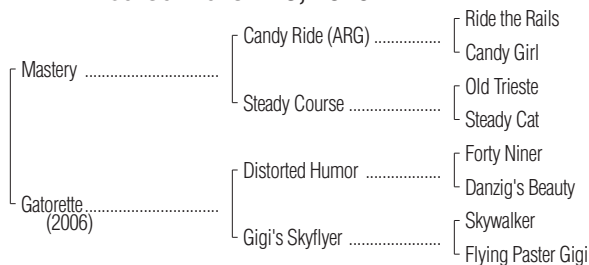 Candy Ride (ARG)
Ride the Rails
Candy Girl
Mastery
Steady Course
Old Trieste
Steady Cat
Distorted Humor
Forty Niner
Danzig's Beauty
Gatorette
(2006)
Gigi's Skyflyer
Skywalker
Flying Paster Gigi